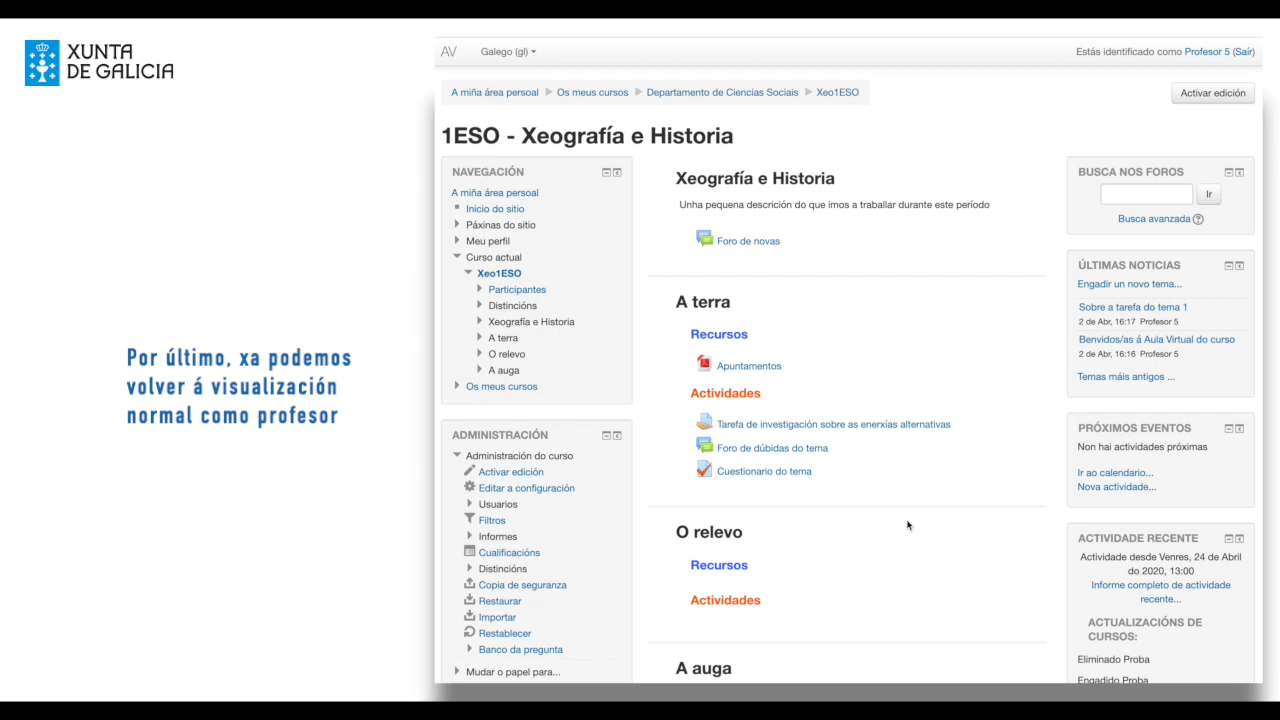 XUNTA
DE GALICIA
Por último, xa podemos
volver á visualización
normal como profesor
AV
Galego (gl)
Estás identificado como Profesor 5 (Saír)
A miña área persoal
Os meus cursos
Departamento de Ciencias Sociais
Xeo1ESO
Activar edición
1ESO - Xeografía e Historia
NAVEGACIÓN
A miña área persoal
Inicio do sitio
Páxinas do sitio
Meu perfil
Curso actual
Xeo1ESO
Participantes
Distincións
Xeografía e Historia
A terra
O relevo
A auga
Os meus cursos
ADMINISTRACIÓN
Administración do curso
Activar edición
Editar a configuración
Usuarios
Filtros
Informes
Cualificacións
Distincións
Copia de seguranza
Restaurar
Importar
Restablecer
Banco da pregunta
Mudar o papel para...
Xeografía e Historia
Unha pequena descrición do que imos a traballar durante este período
Foro de novas
A terra
Recursos
Apuntamentos
Actividades
Tarefa de investigación sobre as enerxías alternativas
Foro de dúbidas do tema
Cuestionario do tema
O relevo
Recursos
Actividades
A auga
BUSCA NOS FOROS
Ir
Busca avanzada
ÚLTIMAS NOTICIAS
Engadir un novo tema...
Sobre a tarefa do tema 1
2 de Abr, 16:17 Profesor 5
Benvidos/as á Aula Virtual do curso
2 de Abr, 16:16 Profesor 5
Temas máis antigos ...
PRÓXIMOS EVENTOS
Non hai actividades próximas
Ir ao calendario...
Nova actividade...
ACTIVIDADE RECENTE
Actividade desde Venres, 24 de Abril
do 2020, 13:00
Informe completo de actividade
recente...
ACTUALIZACIÓNS DE
CURSOS:
Eliminado Proba
Engadido Proba